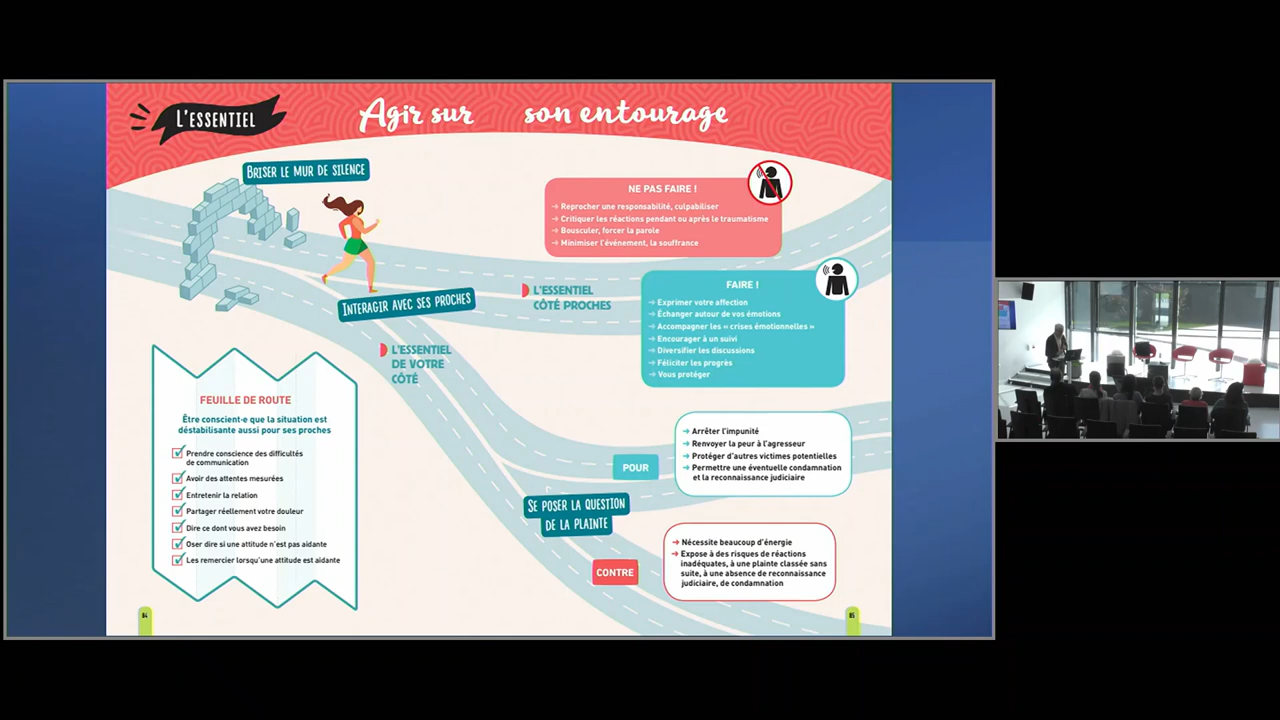 L'ESSENTIEL
Agir sur son entourage
BRISER LE MUR DE SILENCE
NE PAS FAIRE !
→ Reprocher une responsabilité, culpabiliser
→ Critiquer les réactions pendant ou après le traumatisme
→ Bousculer, forcer la parole
→ Minimiser l'événement, la souffrance
INTERAGIR AVEC SES PROCHES
L'ESSENTIEL
CÔTÉ PROCHES
FAIRE !
→ Exprimer votre affection
→ Échanger autour de vos émotions
→ Accompagner les « crises émotionnelles »
→ Encourager à un suivi
→ Diversifier les discussions
→ Féliciter les progrès
→ Vous protéger
L'ESSENTIEL
DE VOTRE
CÔTÉ
FEUILLE DE ROUTE
Être conscient·e que la situation est
déstabilisante aussi pour ses proches
Prendre conscience des difficultés
de communication
Avoir des attentes mesurées
Entretenir la relation
Partager réellement votre douleur
Dire ce dont vous avez besoin
Oser dire si une attitude n'est pas aidante
Les remercier lorsqu'une attitude est aidante
POUR
→ Arrêter l'impunité
→ Renvoyer la peur à l'agresseur
→ Protéger d'autres victimes potentielles
→ Permettre une éventuelle condamnation
et la reconnaissance judiciaire
SE POSER LA QUESTION
DE LA PLAINTE
CONTRE
→ Nécessite beaucoup d'énergie
→ Expose à des risques de réactions
inadéquates, à une plainte classée sans
suite, à une absence de reconnaissance
judiciaire, de condamnation
84
85